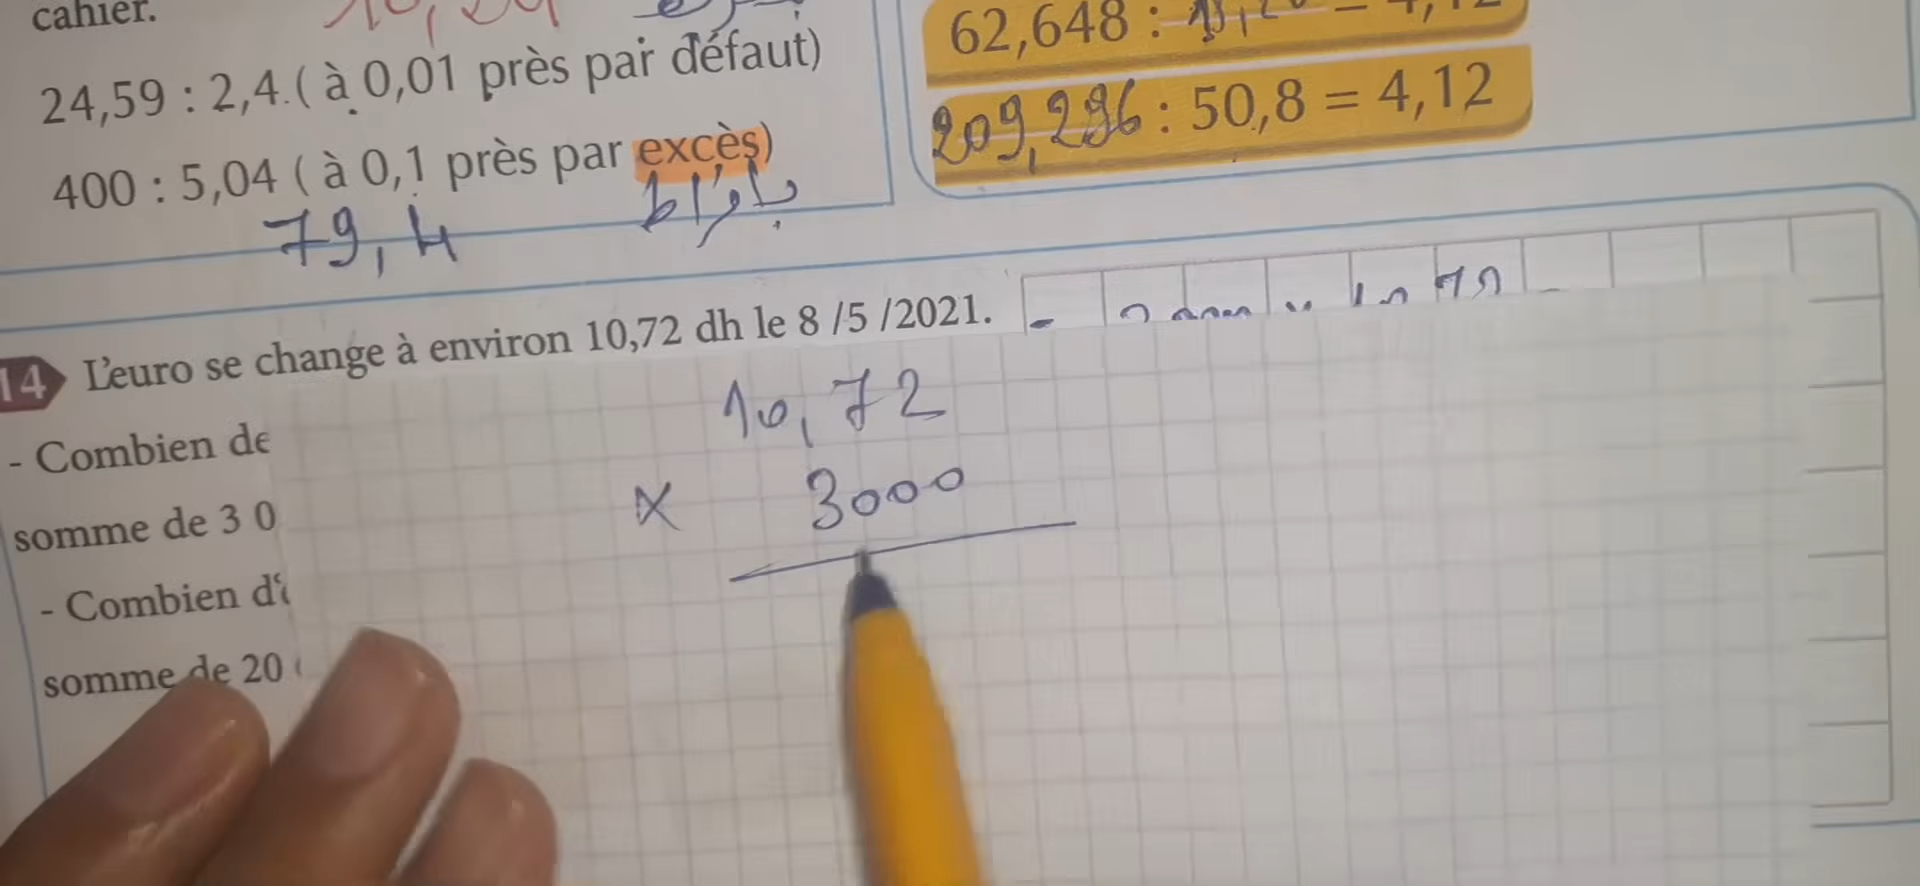 cahier.
24,59 : 2,4.( à 0,01 près par défaut)
400 : 5,04 ( à 0,1 près par excès)
79,4
بإفراط
62,648 :
209,296 : 50,8 = 4,12
14 L'euro se change à environ 10,72 dh le 8 /5 /2021.
- Combien de
somme de 3 0
- Combien d'
somme de 20
10,72
× 3000